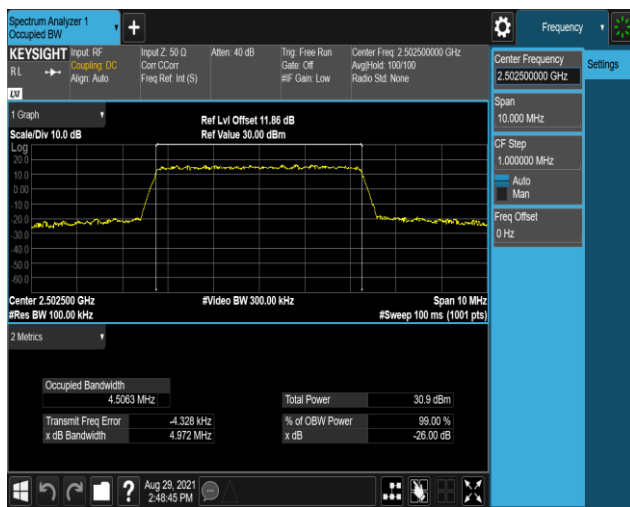 Spectrum Analyzer 1
Occupied BW
Frequency
KEYSIGHT
RL
LXI
Input: RF
Coupling: DC
Align: Auto
Input Z: 50 Ω
Corr CCorr
Freq Ref: Int (S)
Atten: 40 dB
Trig: Free Run
Gate: Off
#IF Gain: Low
Center Freq: 2.502500000 GHz
Avg|Hold: 100/100
Radio Std: None
Center Frequency
2.502500000 GHz
Settings
Span
10.000 MHz
CF Step
1.000000 MHz
Auto
Man
Freq Offset
0 Hz
1 Graph
Scale/Div 10.0 dB
Ref Lvl Offset 11.86 dB
Ref Value 30.00 dBm
Log
20.0
10.0
0.00
-10.0
-20.0
-30.0
-40.0
-50.0
-60.0
Center 2.502500 GHz
#Res BW 100.00 kHz
#Video BW 300.00 kHz
Span 10 MHz
#Sweep 100 ms (1001 pts)
2 Metrics
Occupied Bandwidth
4.5063 MHz
Total Power 30.9 dBm
Transmit Freq Error -4.328 kHz
% of OBW Power 99.00 %
x dB Bandwidth 4.972 MHz
x dB -26.00 dB
?
Aug 29, 2021
2:48:45 PM